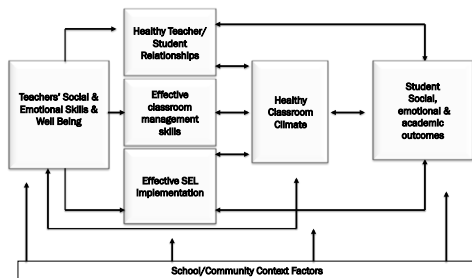 Healthy Teacher/
Student
Relationships
Teachers' Social &
Emotional Skills &
Well Being
Effective
classroom
management
skills
Healthy
Classroom
Climate
Student
Social,
emotional &
academic
outcomes
Effective SEL
Implementation
School/Community Context Factors